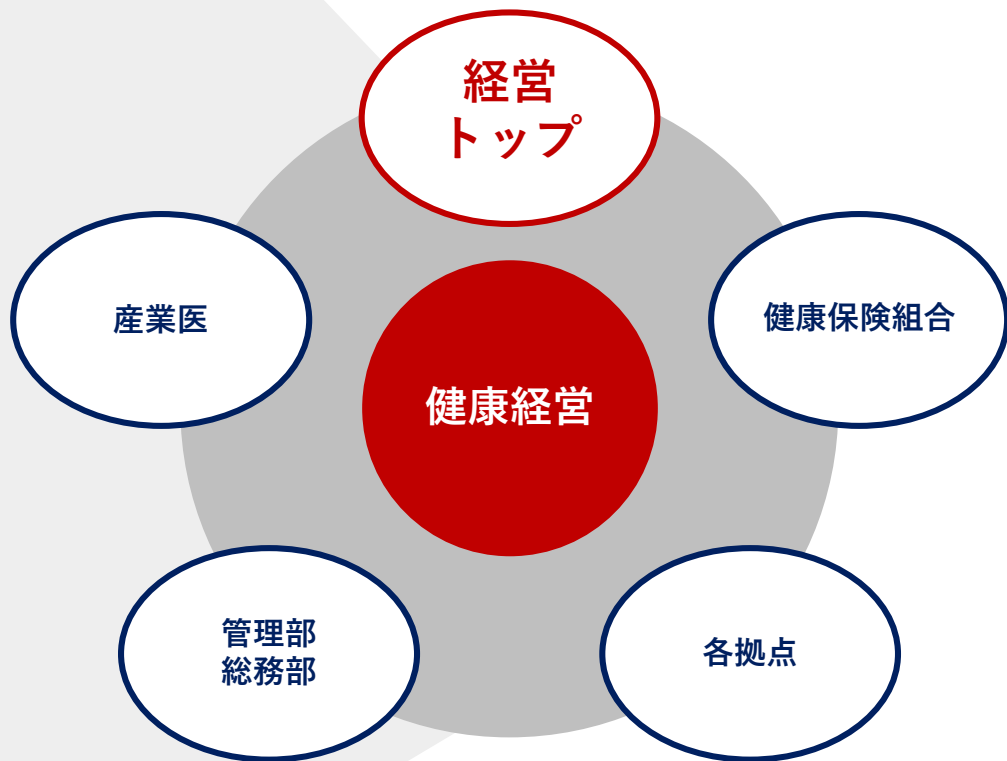 経営
トップ
産業医
健康保険組合
健康経営
管理部
総務部
各拠点